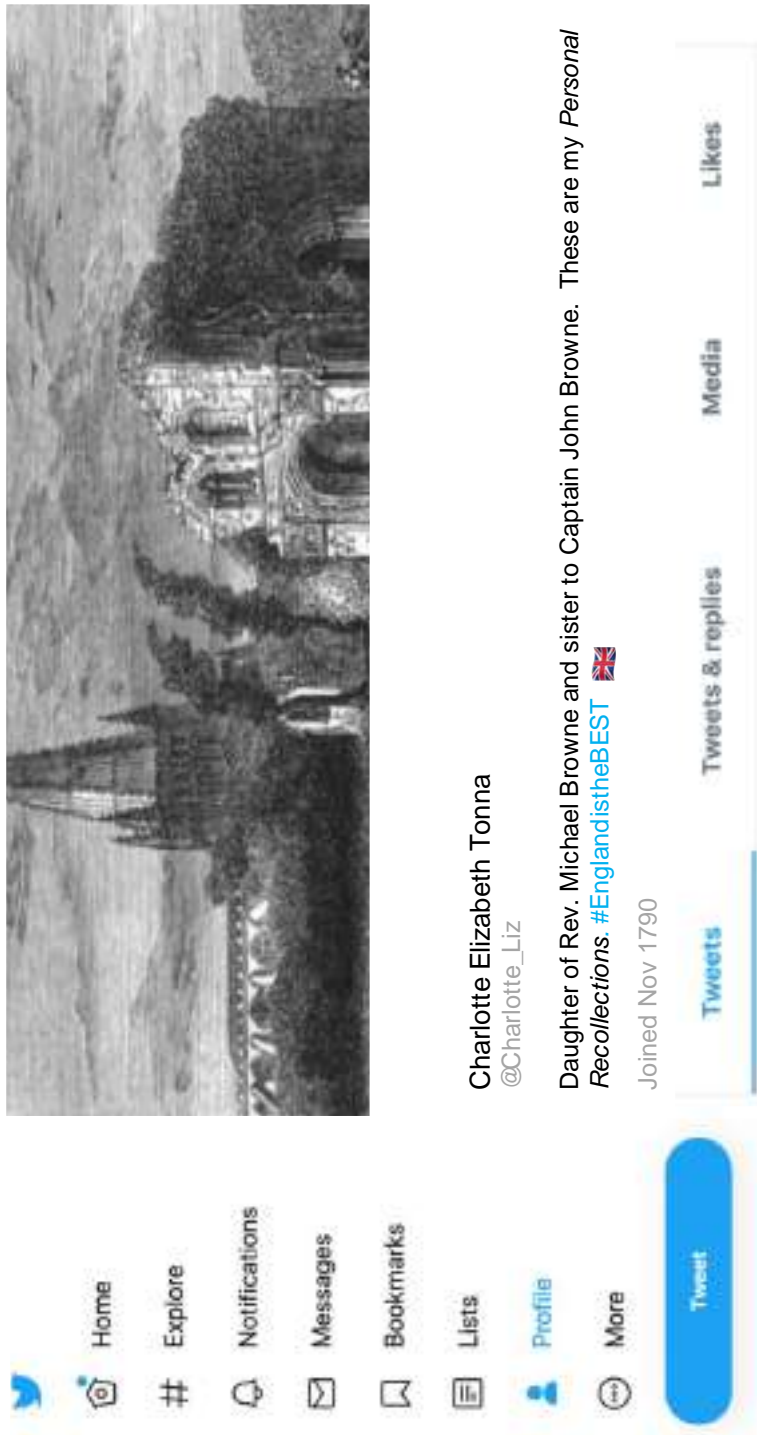 Home
Explore
Notifications
Messages
Bookmarks
Lists
Profile
More
Tweet
Charlotte Elizabeth Tonna
@Charlotte_Liz
Daughter of Rev. Michael Browne and sister to Captain John Browne. These are my Personal
Recollections. #EnglandistheBEST 🇬🇧
Joined Nov 1790
Tweets Tweets & replies Media Likes